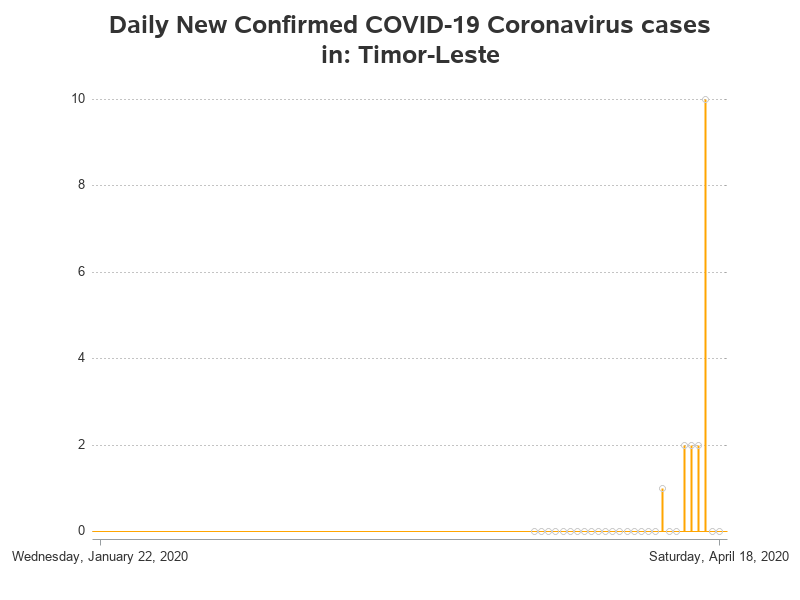 Daily New Confirmed COVID-19 Coronavirus cases
in: Timor-Leste
10
8
6
4
2
0
Wednesday, January 22, 2020
Saturday, April 18, 2020